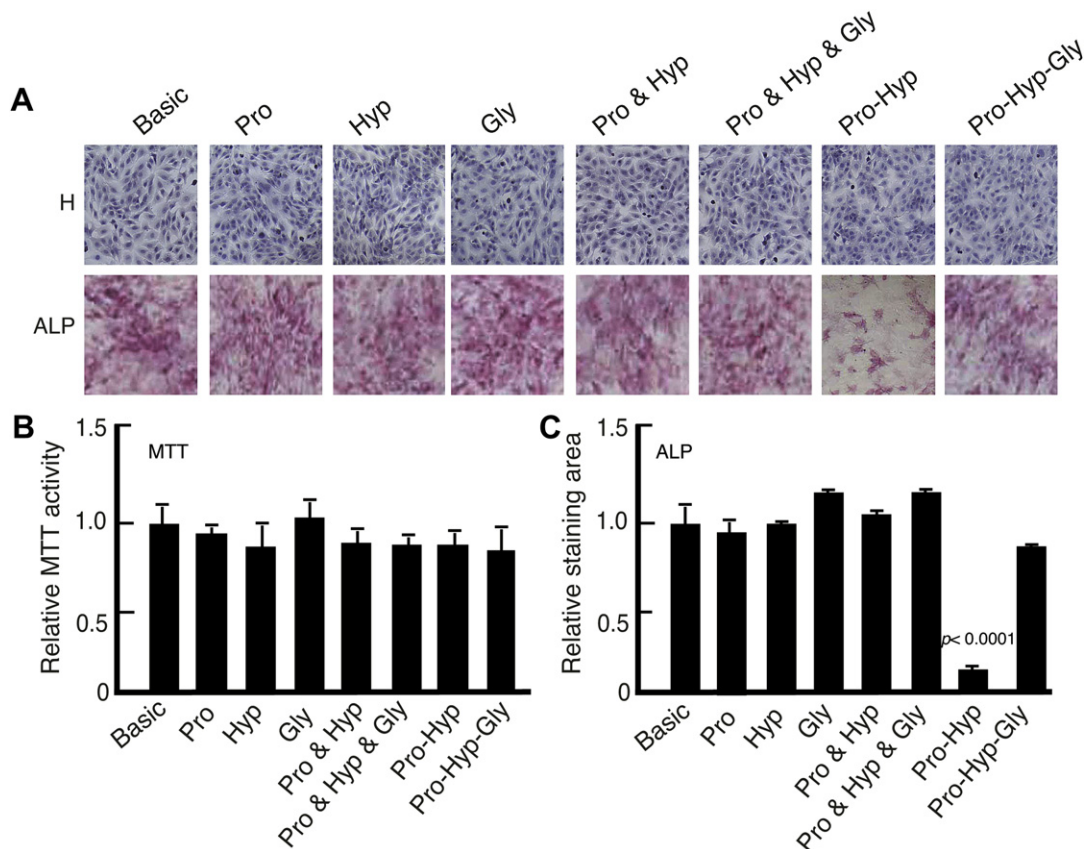 A
Basic
Pro
Hyp
Gly
Pro & Hyp
Pro & Hyp & Gly
Pro-Hyp
Pro-Hyp-Gly
H
ALP
B
Relative MTT activity
1.5
1.0
0.5
0
MTT
Basic
Pro
Hyp
Gly
Pro & Hyp
Pro & Hyp & Gly
Pro-Hyp
Pro-Hyp-Gly
C
Relative staining area
1.5
1.0
0.5
0
ALP
p< 0.0001
Basic
Pro
Hyp
Gly
Pro & Hyp
Pro & Hyp & Gly
Pro-Hyp
Pro-Hyp-Gly